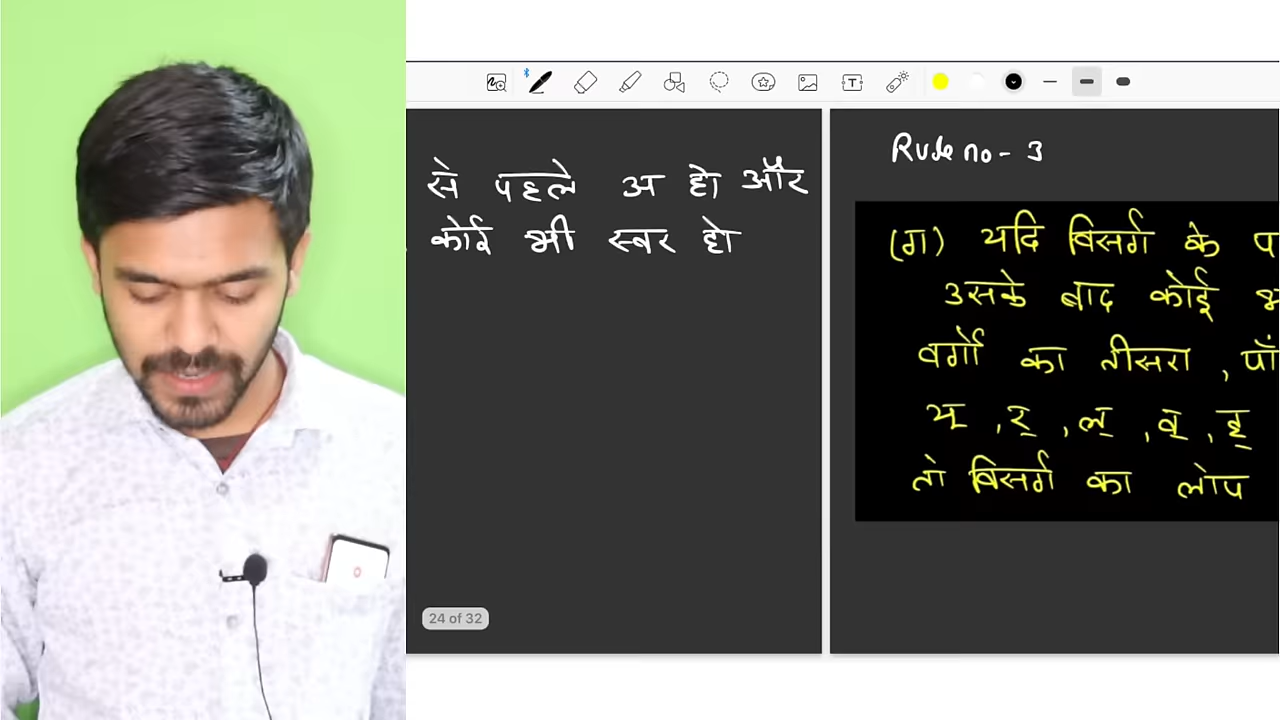 से पहले अ हो और
कोई भी स्वर हो
24 of 32
Rule no - 3
(ग) यदि विसर्ग के प
उसके बाद कोई भ
वर्गो का तीसरा , पाँ
य् , र् , ल् , व् , ह्
तो विसर्ग का लोप